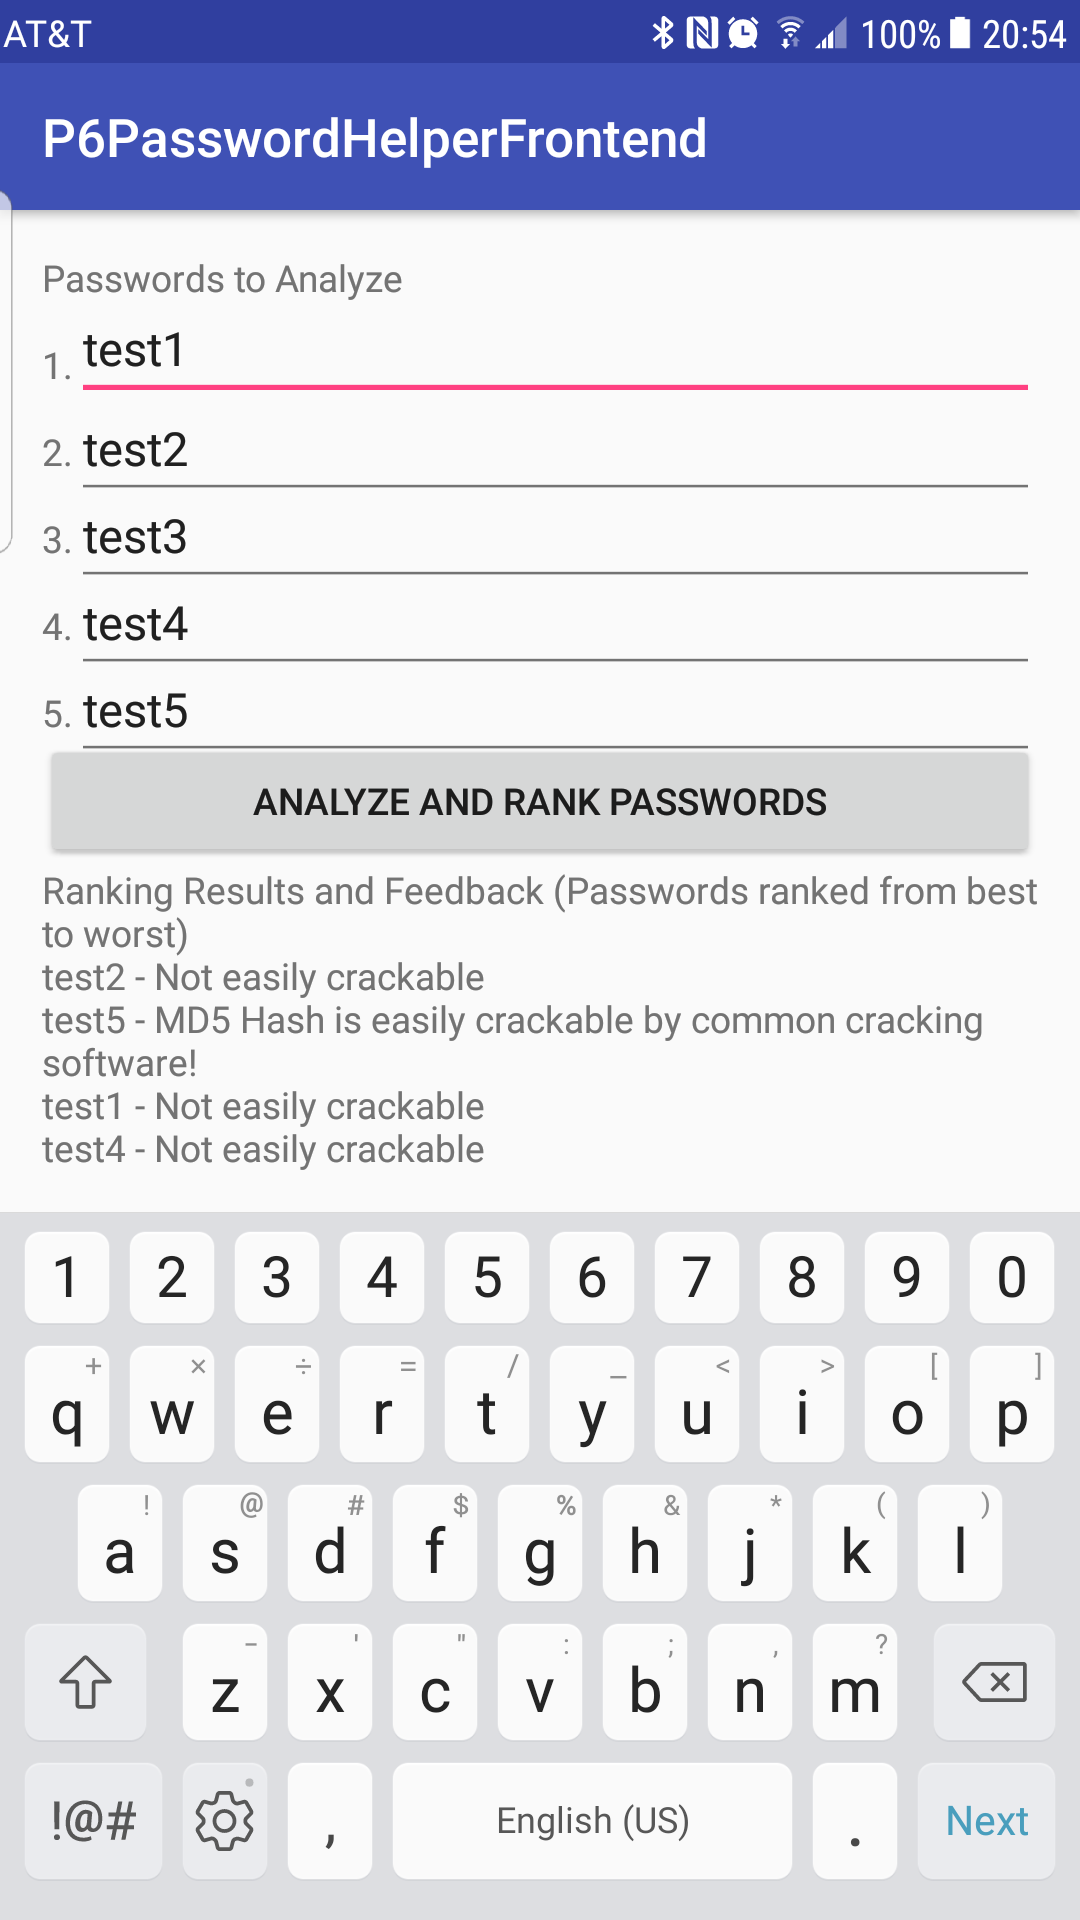 AT&T 100% 20:54
P6PasswordHelperFrontend
Passwords to Analyze
1. test1
2. test2
3. test3
4. test4
5. test5
ANALYZE AND RANK PASSWORDS
Ranking Results and Feedback (Passwords ranked from best
to worst)
test2 - Not easily crackable
test5 - MD5 Hash is easily crackable by common cracking
software!
test1 - Not easily crackable
test4 - Not easily crackable
1 2 3 4 5 6 7 8 9 0
+ × ÷ = / _ < > [ ]
q w e r t y u i o p
! @ # $ % & * ( )
a s d f g h j k l
- ' " : ; , ?
z x c v b n m
!@# , English (US) . Next